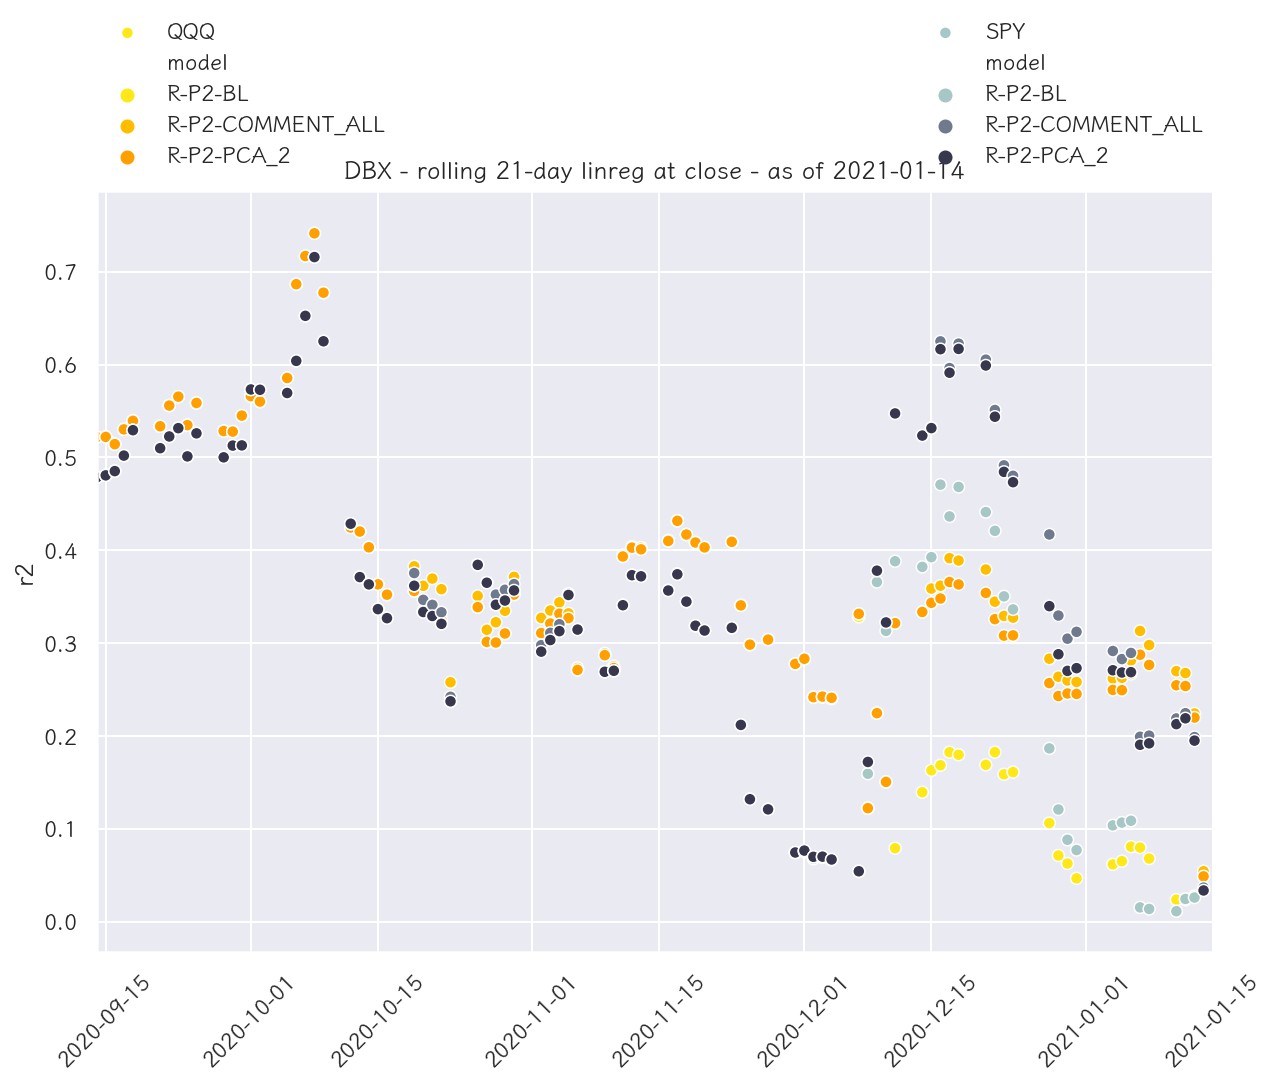 QQQ
model
R-P2-BL
R-P2-COMMENT_ALL
R-P2-PCA_2
SPY
model
R-P2-BL
R-P2-COMMENT_ALL
R-P2-PCA_2
DBX - rolling 21-day linreg at close - as of 2021-01-14
r2
0.7
0.6
0.5
0.4
0.3
0.2
0.1
0.0
2020-09-15
2020-10-01
2020-10-15
2020-11-01
2020-11-15
2020-12-01
2020-12-15
2021-01-01
2021-01-15